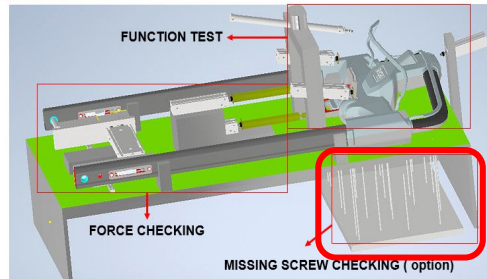 FUNCTION TEST
FORCE CHECKING
MISSING SCREW CHECKING ( option)